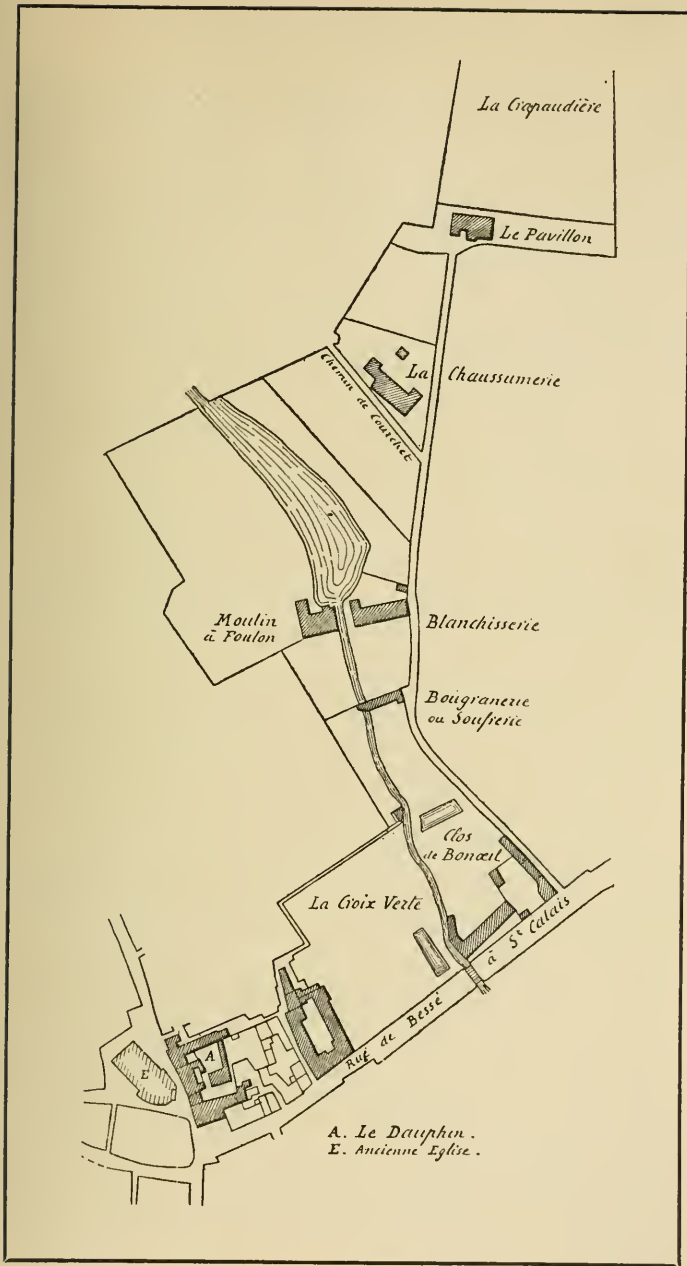 La Crapaudière
Le Pavillon
La Chaussumerie
Chemin de Courchet
Moulin
à Foulon
Blanchisserie
Bougranerie
ou Soufrerie
Clos
de Bonœil
La Croix Verte
Rue de Bessé à St Calais
A
E
A. Le Dauphin.
E. Ancienne Eglise.